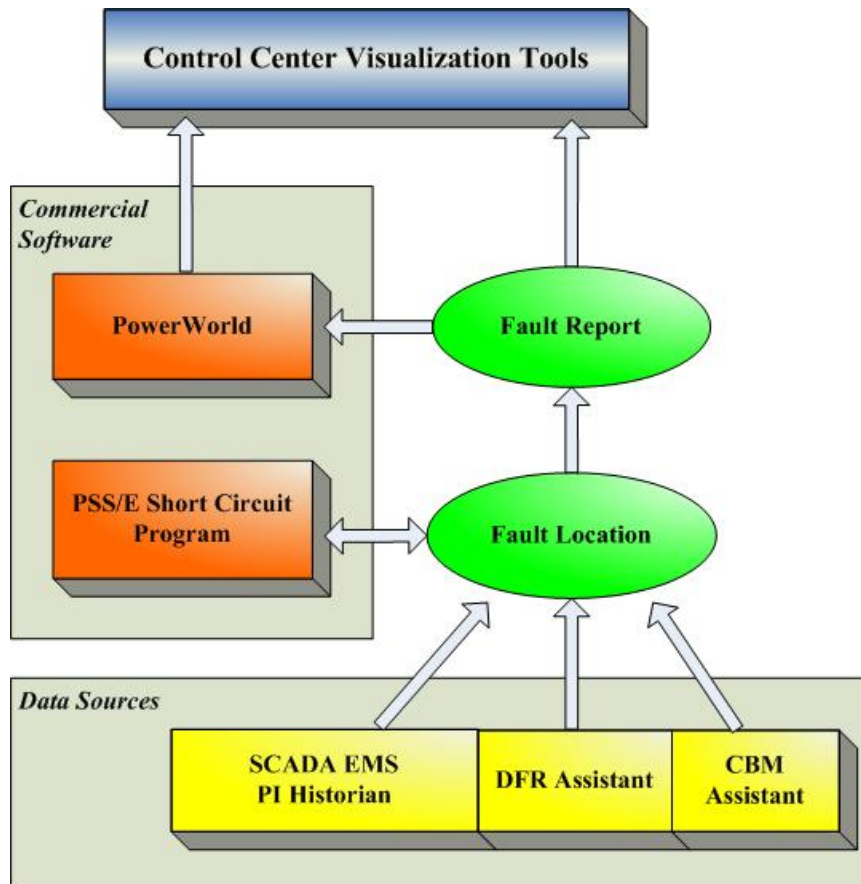 Control Center Visualization Tools
Commercial
Software
PowerWorld
Fault Report
PSS/E Short Circuit
Program
Fault Location
Data Sources
SCADA EMS
PI Historian
DFR Assistant
CBM
Assistant